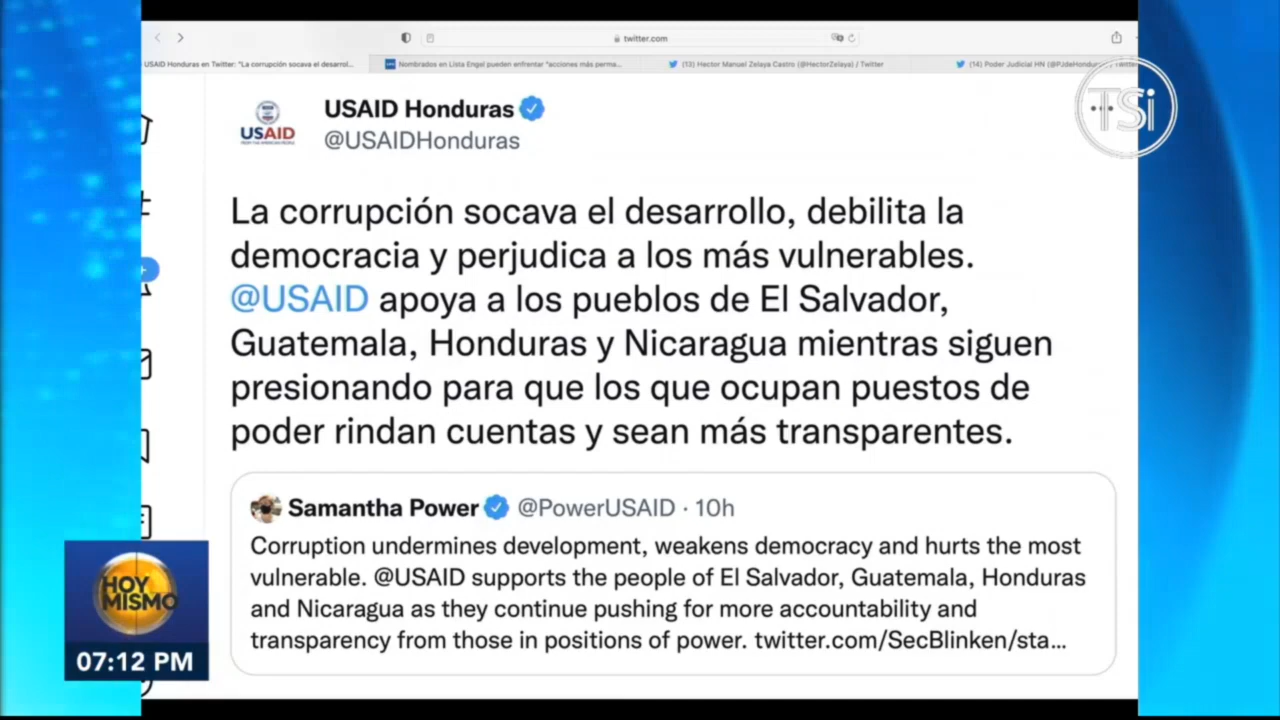 twitter.com
USAID Honduras en Twitter: "La corrupción socava el desarrol...
Nombrados en Lista Engel pueden enfrentar "acciones más perma...
(13) Hector Manuel Zelaya Castro (@HectorZelaya) / Twitter
(14) Poder Judicial HN (@PJdeHondur
/ Twitter
TSi
USAID
USAID Honduras
@USAIDHonduras
La corrupción socava el desarrollo, debilita la
democracia y perjudica a los más vulnerables.
@USAID apoya a los pueblos de El Salvador,
Guatemala, Honduras y Nicaragua mientras siguen
presionando para que los que ocupan puestos de
poder rindan cuentas y sean más transparentes.
Samantha Power @PowerUSAID · 10h
Corruption undermines development, weakens democracy and hurts the most
vulnerable. @USAID supports the people of El Salvador, Guatemala, Honduras
and Nicaragua as they continue pushing for more accountability and
transparency from those in positions of power. twitter.com/SecBlinken/sta...
HOY
MISMO
07:12 PM